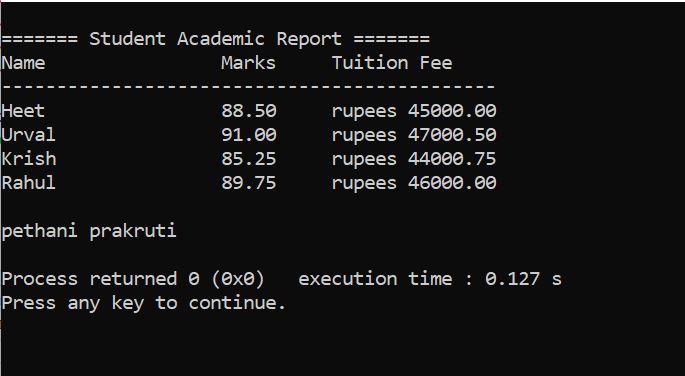 ======= Student Academic Report =======
Name                Marks     Tuition Fee
---------------------------------------------
Heet                88.50     rupees 45000.00
Urval               91.00     rupees 47000.50
Krish               85.25     rupees 44000.75
Rahul               89.75     rupees 46000.00
pethani prakruti
Process returned 0 (0x0)   execution time : 0.127 s
Press any key to continue.